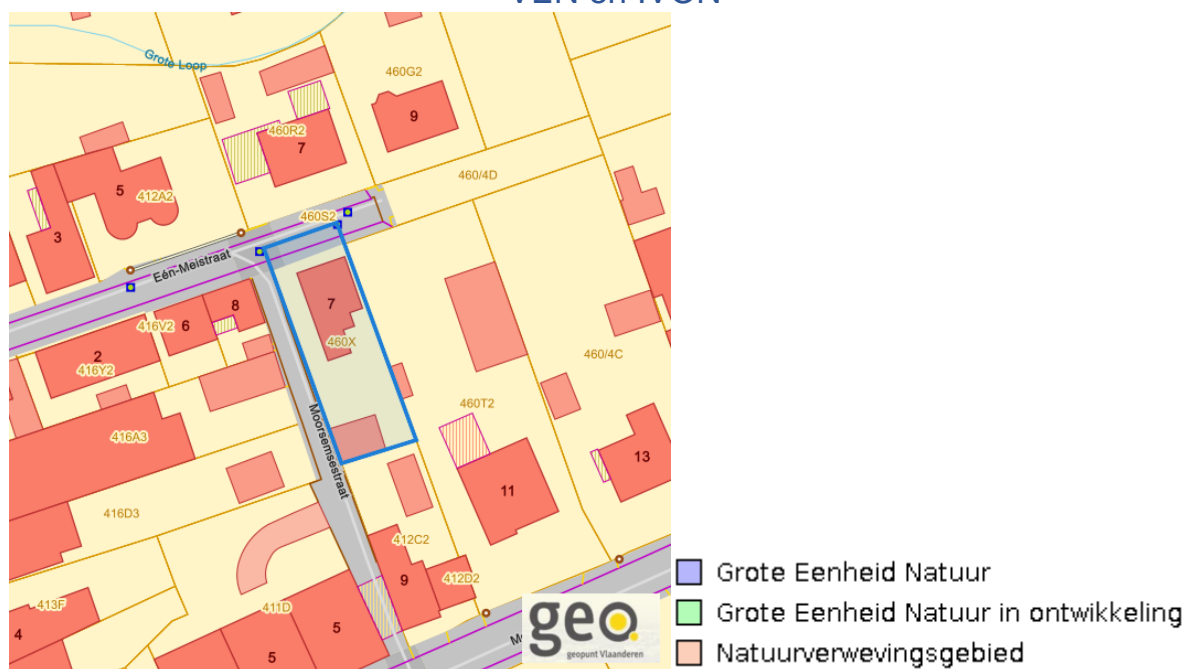 VEN en IVON
Grote Loop
460G2
9
460R2
7
5
412A2
3
460/4D
460S2
Eén-Meistraat
7
460X
8
6
416V2
2
416Y2
460/4C
460T2
Moorsemsestraat
416A3
13
11
416D3
412C2
9
412D2
413F
4
411D
5
5
geo
geopunt Vlaanderen
Grote Eenheid Natuur
Grote Eenheid Natuur in ontwikkeling
Natuurverwevingsgebied